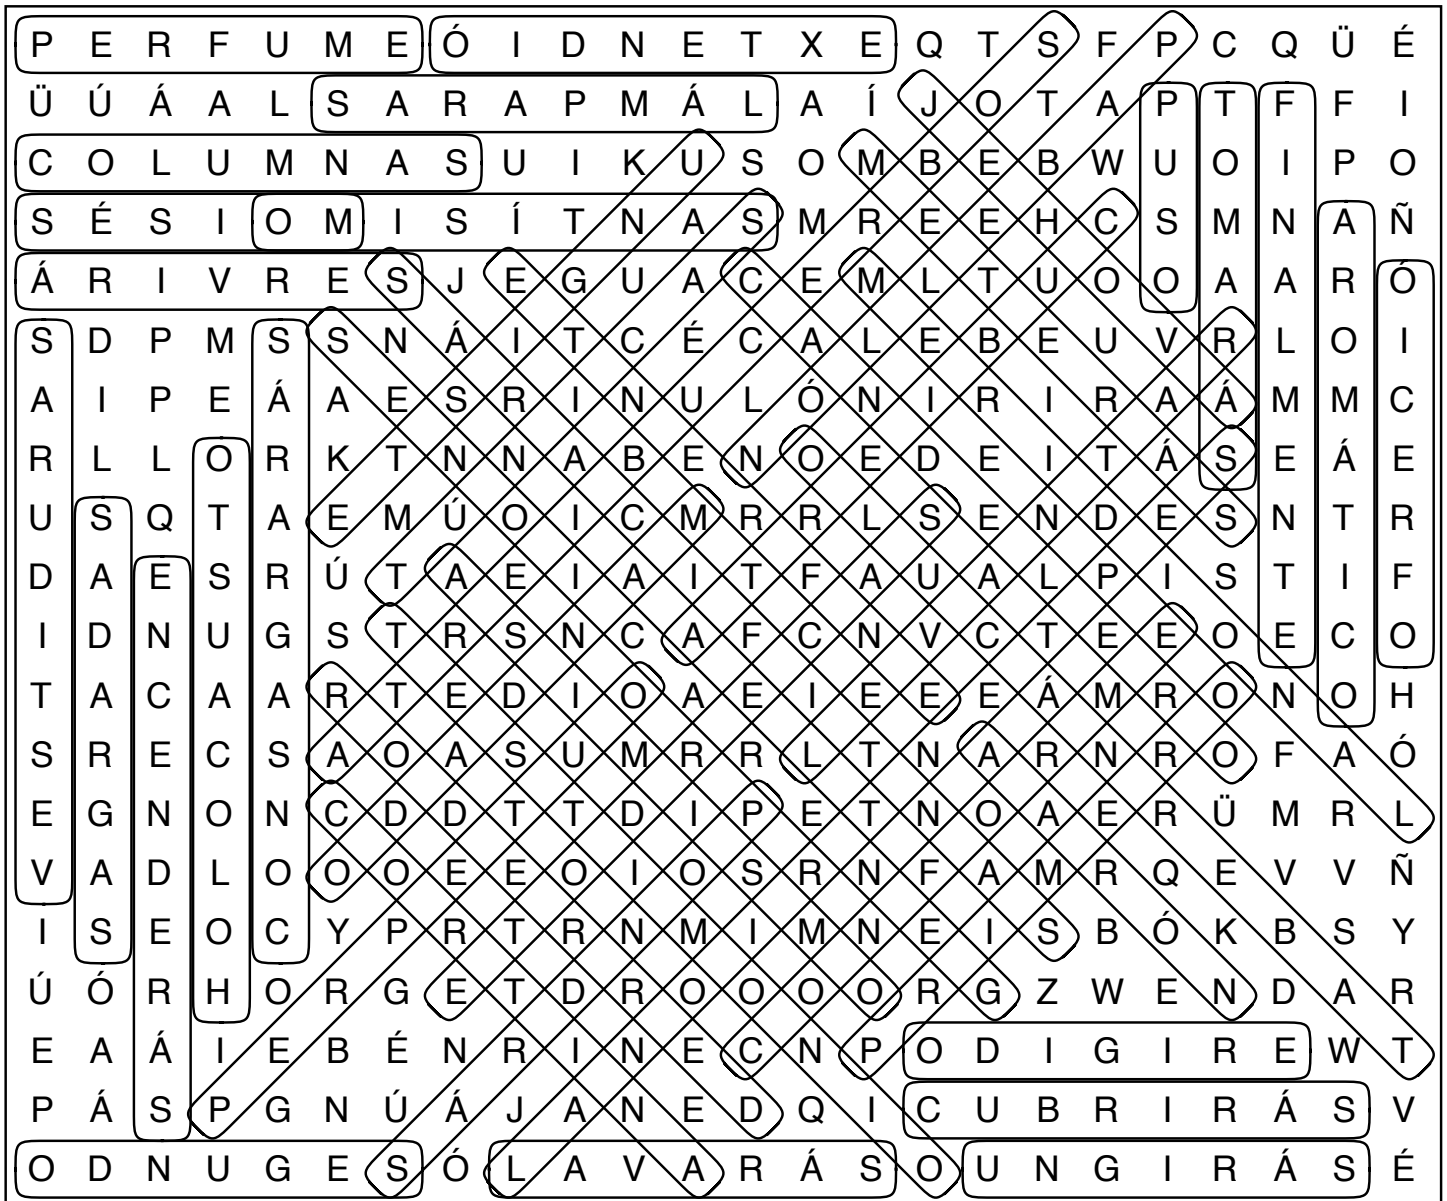 P E R F U M E Ó I D N E T X E Q T S F P C Q Ü É
Ü Ú Á A L S A R A P M Á L A Í J O T A P T F F I
C O L U M N A S U I K U S O M B E B W U O I P O
S É S I O M I S Í T N A S M R E E H C S M N A Ñ
Á R I V R E S J E G U A C E M L T U O O A A R Ó
S D P M S S N Á I T C É C A L E B E U V R L O I
A I P E Á A E S R I N U L Ó N I R I R A Á M M C
R L L O R K T N N A B E N O E D E I T Á S E Á E
U S Q T A E M Ú O I C M R R L S E N D E S N T R
D A E S R Ú T A E I A I T F A U A L P I S T I F
I D N U G S T R S N C A F C N V C T E E O E C O
T A C A A R T E D I O A E I E E E Á M R O N O H
S R E C S A O A S U M R R L T N A R N R O F A Ó
E G N O N C D D T T D I P E T N O A E R Ü M R L
V A D L O O O E E O I O S R N F A M R Q E V V Ñ
I S E O C Y P R T R N M I M N E I S B Ó K B S Y
Ú Ó R H O R G E T D R O O O O R G Z W E N D A R
E A Á I E B É N R I N E C N P O D I G I R E W T
P Á S P G N Ú Á J A N E D Q I C U B R I R Á S V
O D N U G E S Ó L A V A R Á S O U N G I R Á S É